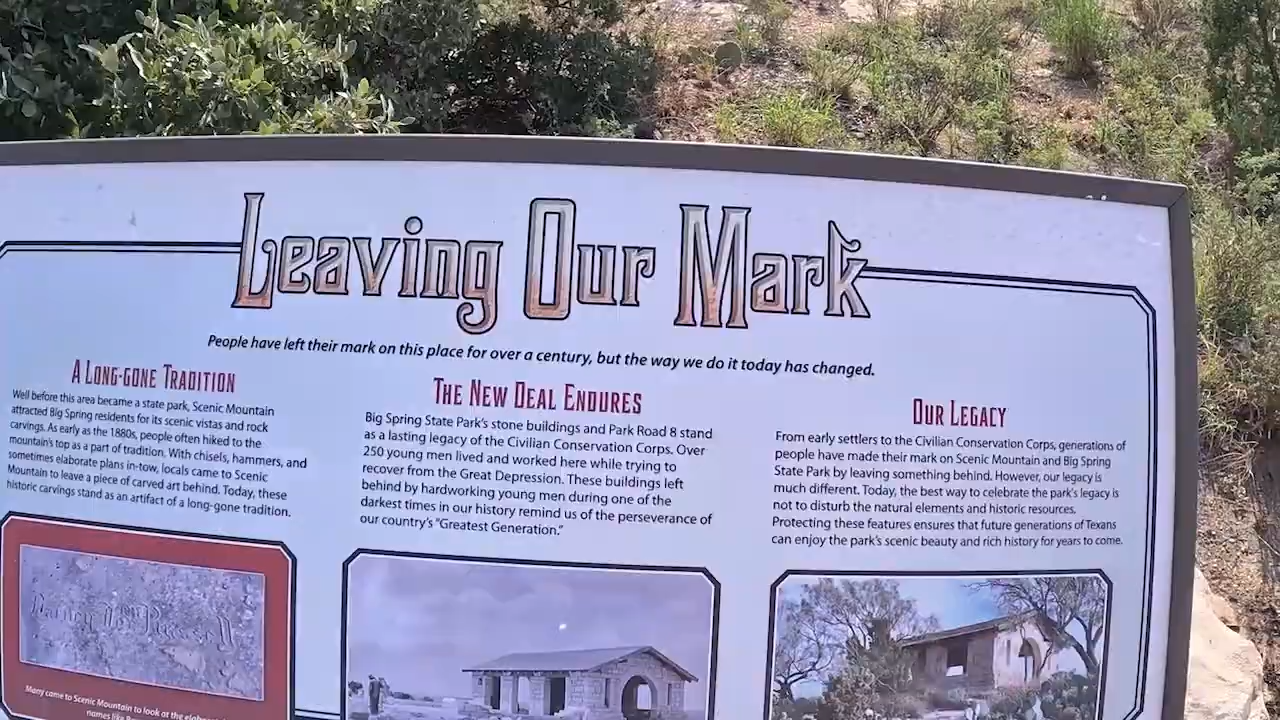 Leaving Our Mark
People have left their mark on this place for over a century, but the way we do it today has changed.
A Long-gone Tradition
Well before this area became a state park, Scenic Mountain
attracted Big Spring residents for its scenic vistas and rock
carvings. As early as the 1880s, people often hiked to the
mountain's top as a part of tradition. With chisels, hammers, and
sometimes elaborate plans in-tow, locals came to Scenic
Mountain to leave a piece of carved art behind. Today, these
historic carvings stand as an artifact of a long-gone tradition.
The New Deal Endures
Big Spring State Park's stone buildings and Park Road 8 stand
as a lasting legacy of the Civilian Conservation Corps. Over
250 young men lived and worked here while trying to
recover from the Great Depression. These buildings left
behind by hardworking young men during one of the
darkest times in our history remind us of the perseverance of
our country's "Greatest Generation."
Our Legacy
From early settlers to the Civilian Conservation Corps, generations of
people have made their mark on Scenic Mountain and Big Spring
State Park by leaving something behind. However, our legacy is
much different. Today, the best way to celebrate the park's legacy is
not to disturb the natural elements and historic resources.
Protecting these features ensures that future generations of Texans
can enjoy the park's scenic beauty and rich history for years to come.
Many came to Scenic Mountain to look at the
names like